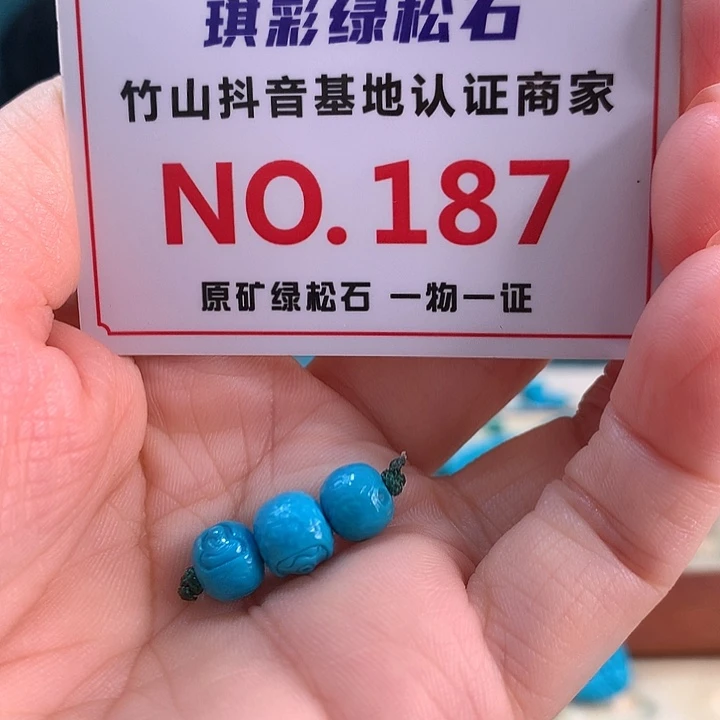 琪彩绿松石
竹山抖音基地认证商家
NO.187
原矿绿松石 一物一证